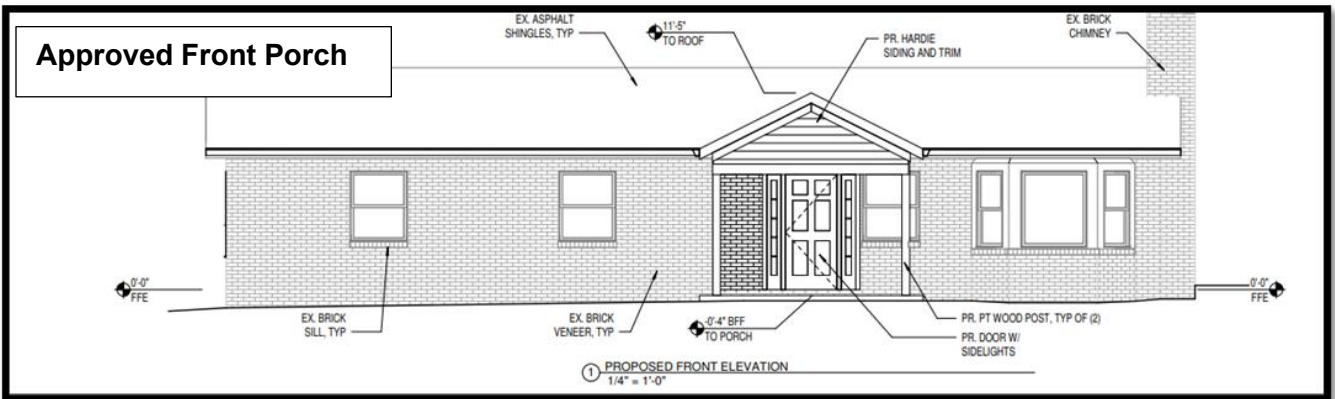 Approved Front Porch
EX. ASPHALT
SHINGLES, TYP
11'-5"
TO ROOF
PR. HARDIE
SIDING AND TRIM
EX. BRICK
CHIMNEY
0'-0"
FFE
0'-0"
FFE
EX. BRICK
SILL, TYP
EX. BRICK
VENEER, TYP
-0'-4" BFF
TO PORCH
PR. PT WOOD POST, TYP OF (2)
PR. DOOR W/
SIDELIGHTS
1 PROPOSED FRONT ELEVATION
1/4" = 1'-0"